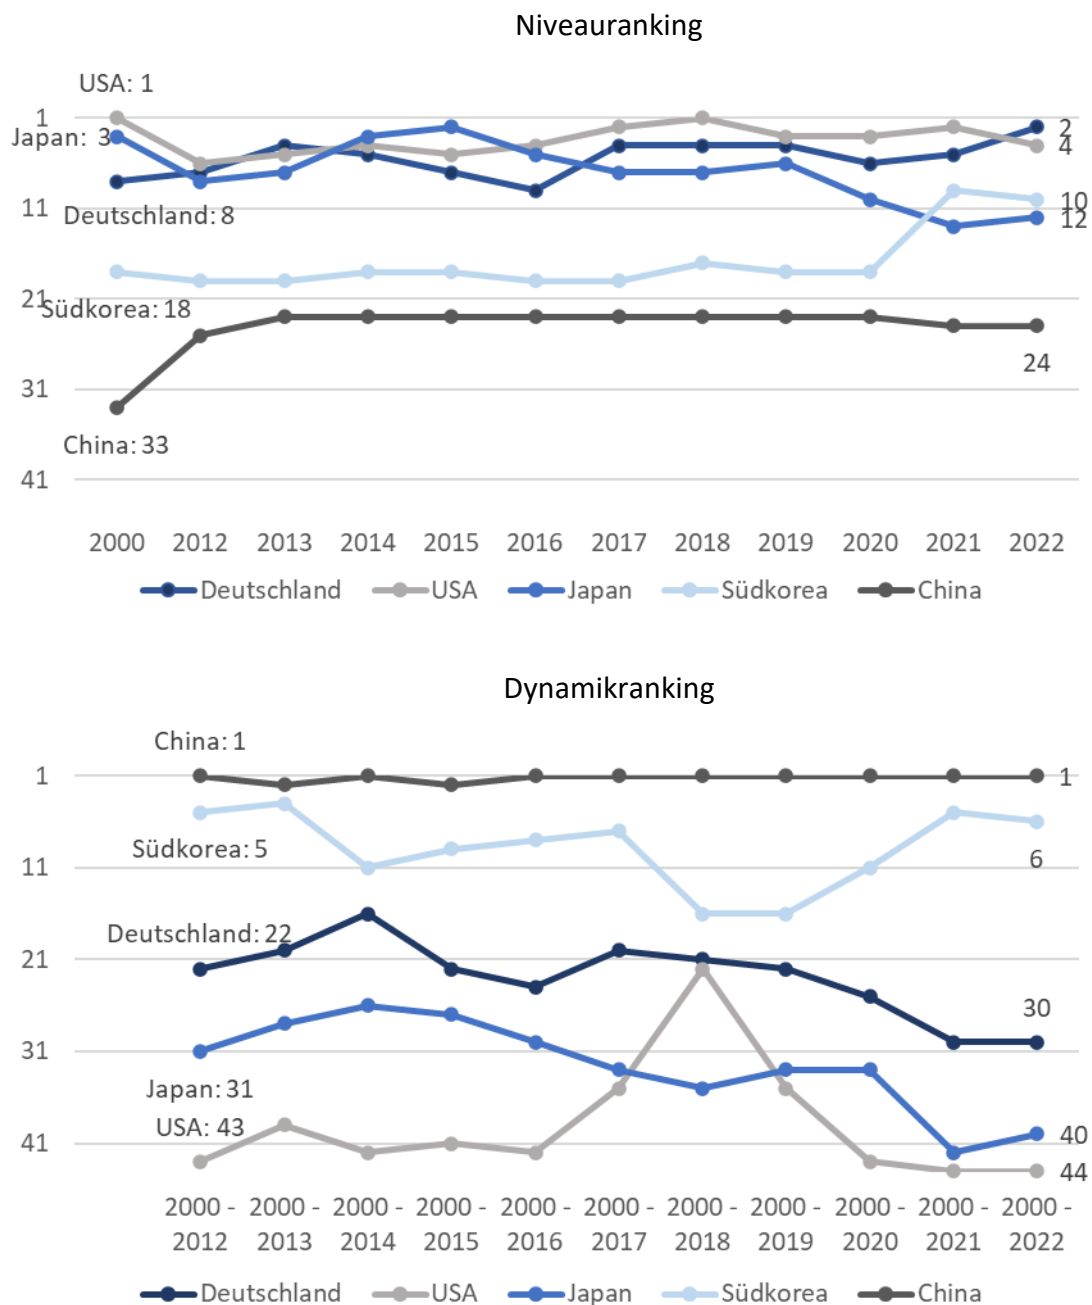 Niveauranking
USA: 1
1
Japan: 3
2
4
Deutschland: 8
11
10
12
21
Südkorea: 18
24
31
China: 33
41
2000 2012 2013 2014 2015 2016 2017 2018 2019 2020 2021 2022
Deutschland USA Japan Südkorea China
Dynamikranking
China: 1
1
1
Südkorea: 5
6
11
Deutschland: 22
21
30
31
Japan: 31
USA: 43
41
40
44
2000 - 2000 - 2000 - 2000 - 2000 - 2000 - 2000 - 2000 - 2000 - 2000 - 2000 -
2012 2013 2014 2015 2016 2017 2018 2019 2020 2021 2022
Deutschland USA Japan Südkorea China